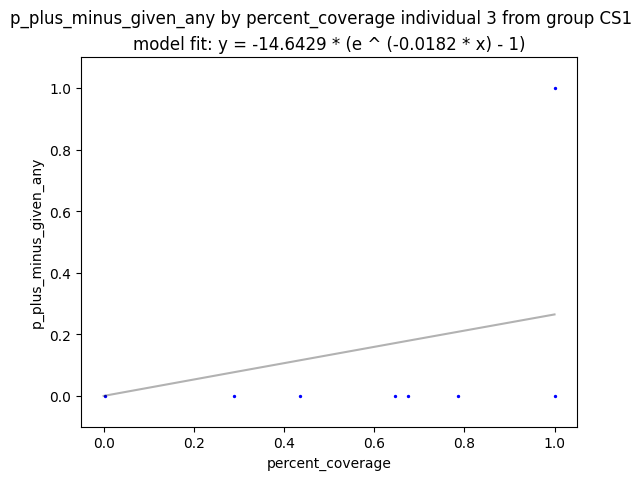 p_plus_minus_given_any by percent_coverage individual 3 from group CS1
model fit: y = -14.6429 * (e ^ (-0.0182 * x) - 1)
1.0
0.8
0.6
0.4
0.2
0.0
p_plus_minus_given_any
0.0 0.2 0.4 0.6 0.8 1.0
percent_coverage